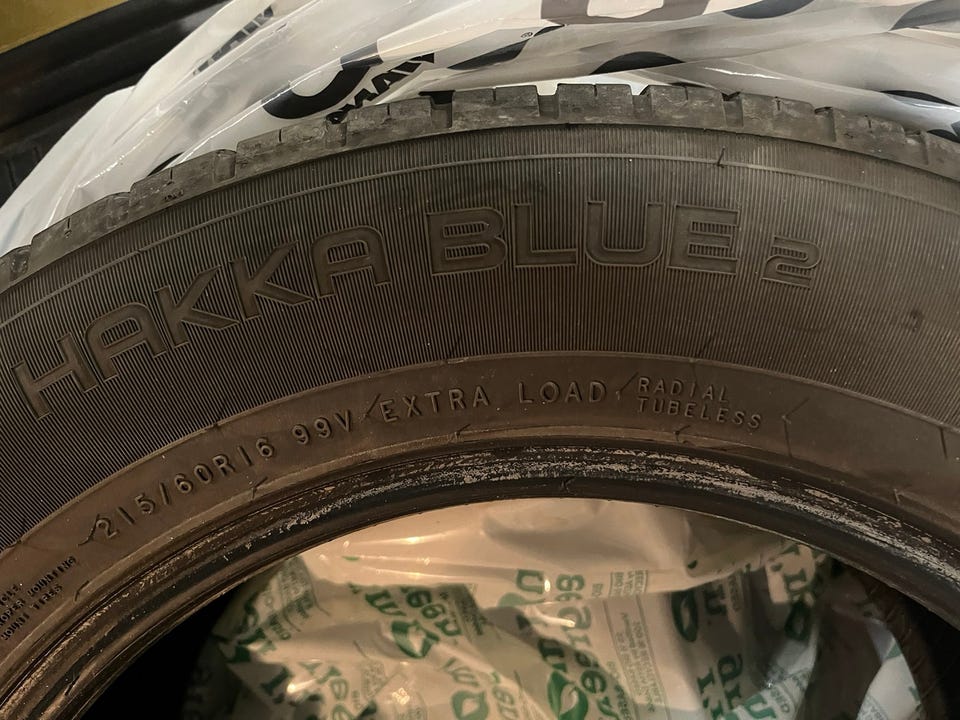 HAKKA BLUE 2
215/60R16 99V EXTRA LOAD RADIAL
TUBELESS